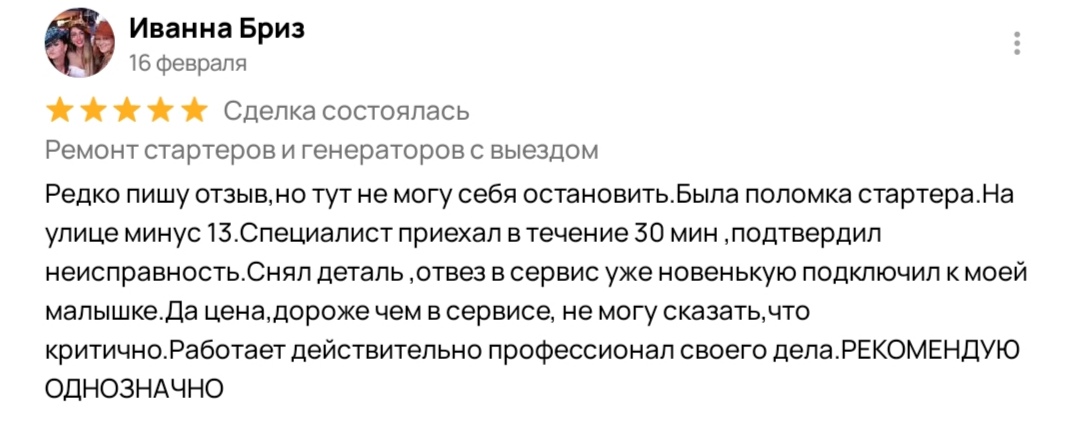 Иванна Бриз
16 февраля
Сделка состоялась
Ремонт стартеров и генераторов с выездом
Редко пишу отзыв,но тут не могу себя остановить.Была поломка стартера.На
улице минус 13.Специалист приехал в течение 30 мин ,подтвердил
неисправность.Снял деталь ,отвез в сервис уже новенькую подключил к моей
малышке.Да цена,дороже чем в сервисе, не могу сказать,что
критично.Работает действительно профессионал своего дела.РЕКОМЕНДУЮ
ОДНОЗНАЧНО